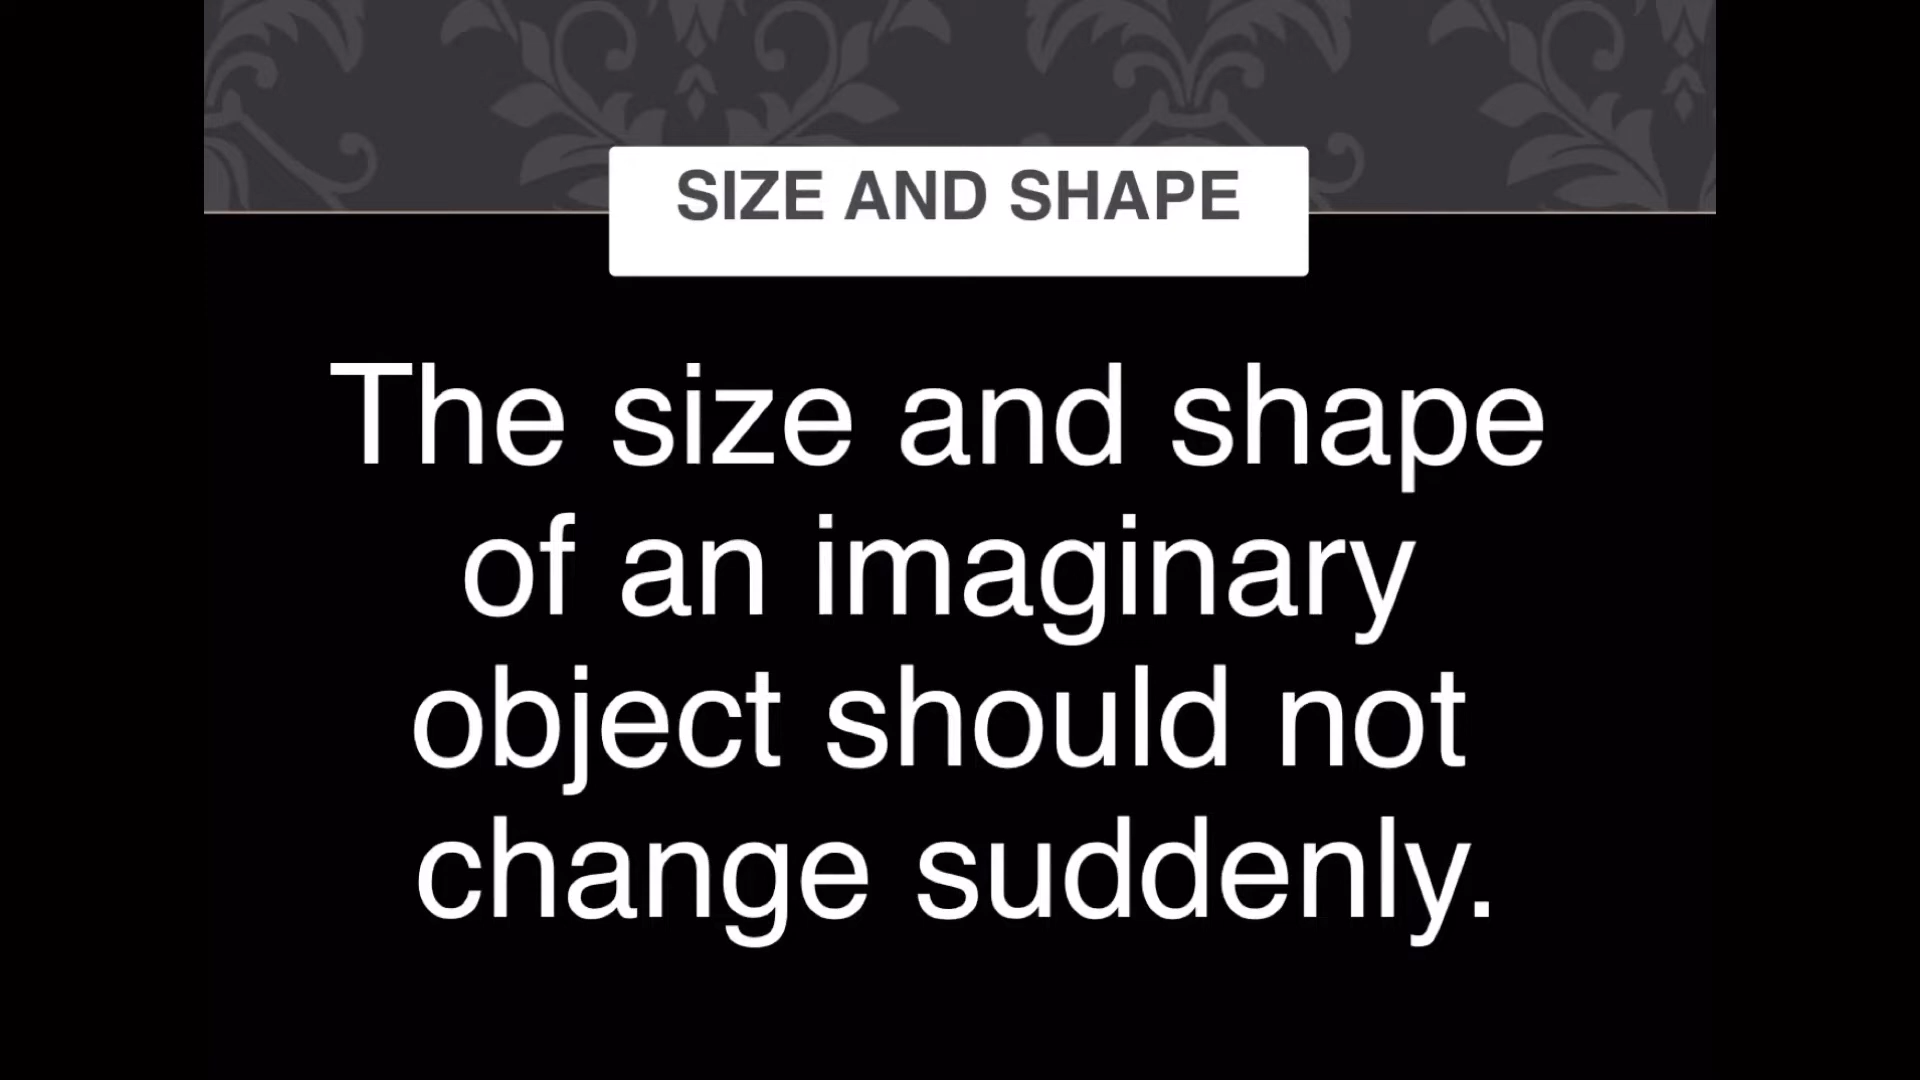 SIZE AND SHAPE
The size and shape
of an imaginary
object should not
change suddenly.